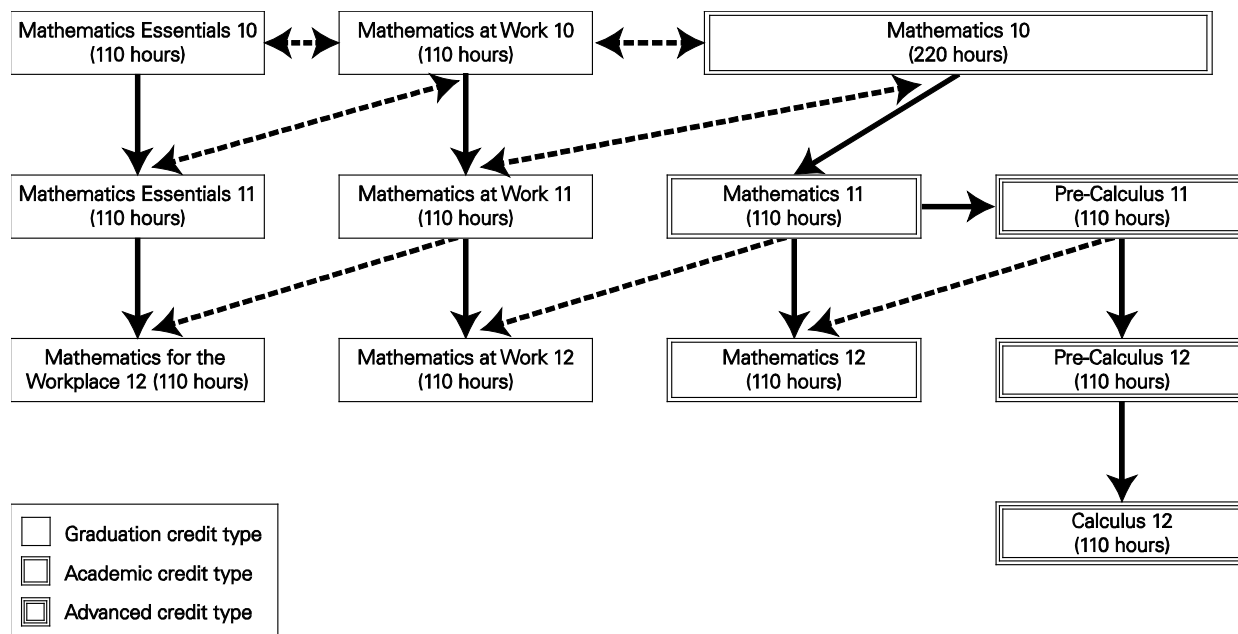 Mathematics Essentials 10
(110 hours)
Mathematics at Work 10
(110 hours)
Mathematics 10
(220 hours)
Mathematics Essentials 11
(110 hours)
Mathematics at Work 11
(110 hours)
Mathematics 11
(110 hours)
Pre-Calculus 11
(110 hours)
Mathematics for the
Workplace 12 (110 hours)
Mathematics at Work 12
(110 hours)
Mathematics 12
(110 hours)
Pre-Calculus 12
(110 hours)
Calculus 12
(110 hours)
Graduation credit type
Academic credit type
Advanced credit type